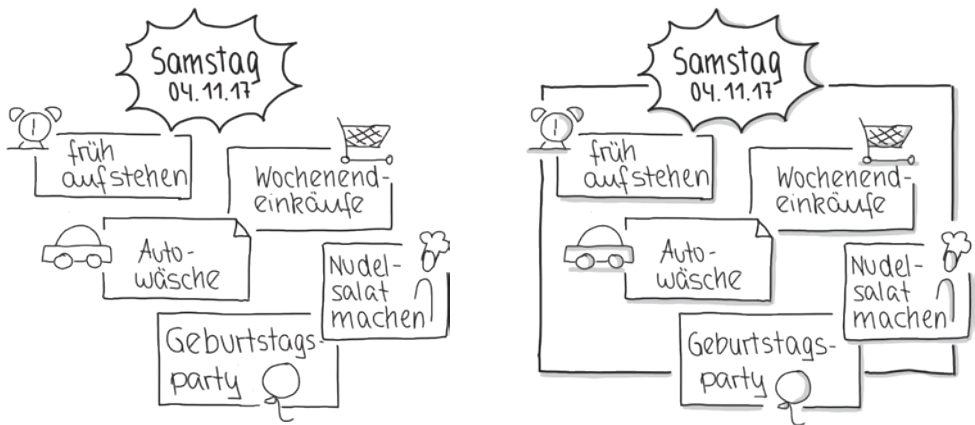 Samstag
04.11.17
früh
aufstehen
Wochenend-
einkäufe
Auto-
wäsche
Nudel-
salat
machen
Geburtstags-
party
Samstag
04.11.17
früh
aufstehen
Wochenend-
einkäufe
Auto-
wäsche
Nudel-
salat
machen
Geburtstags-
party